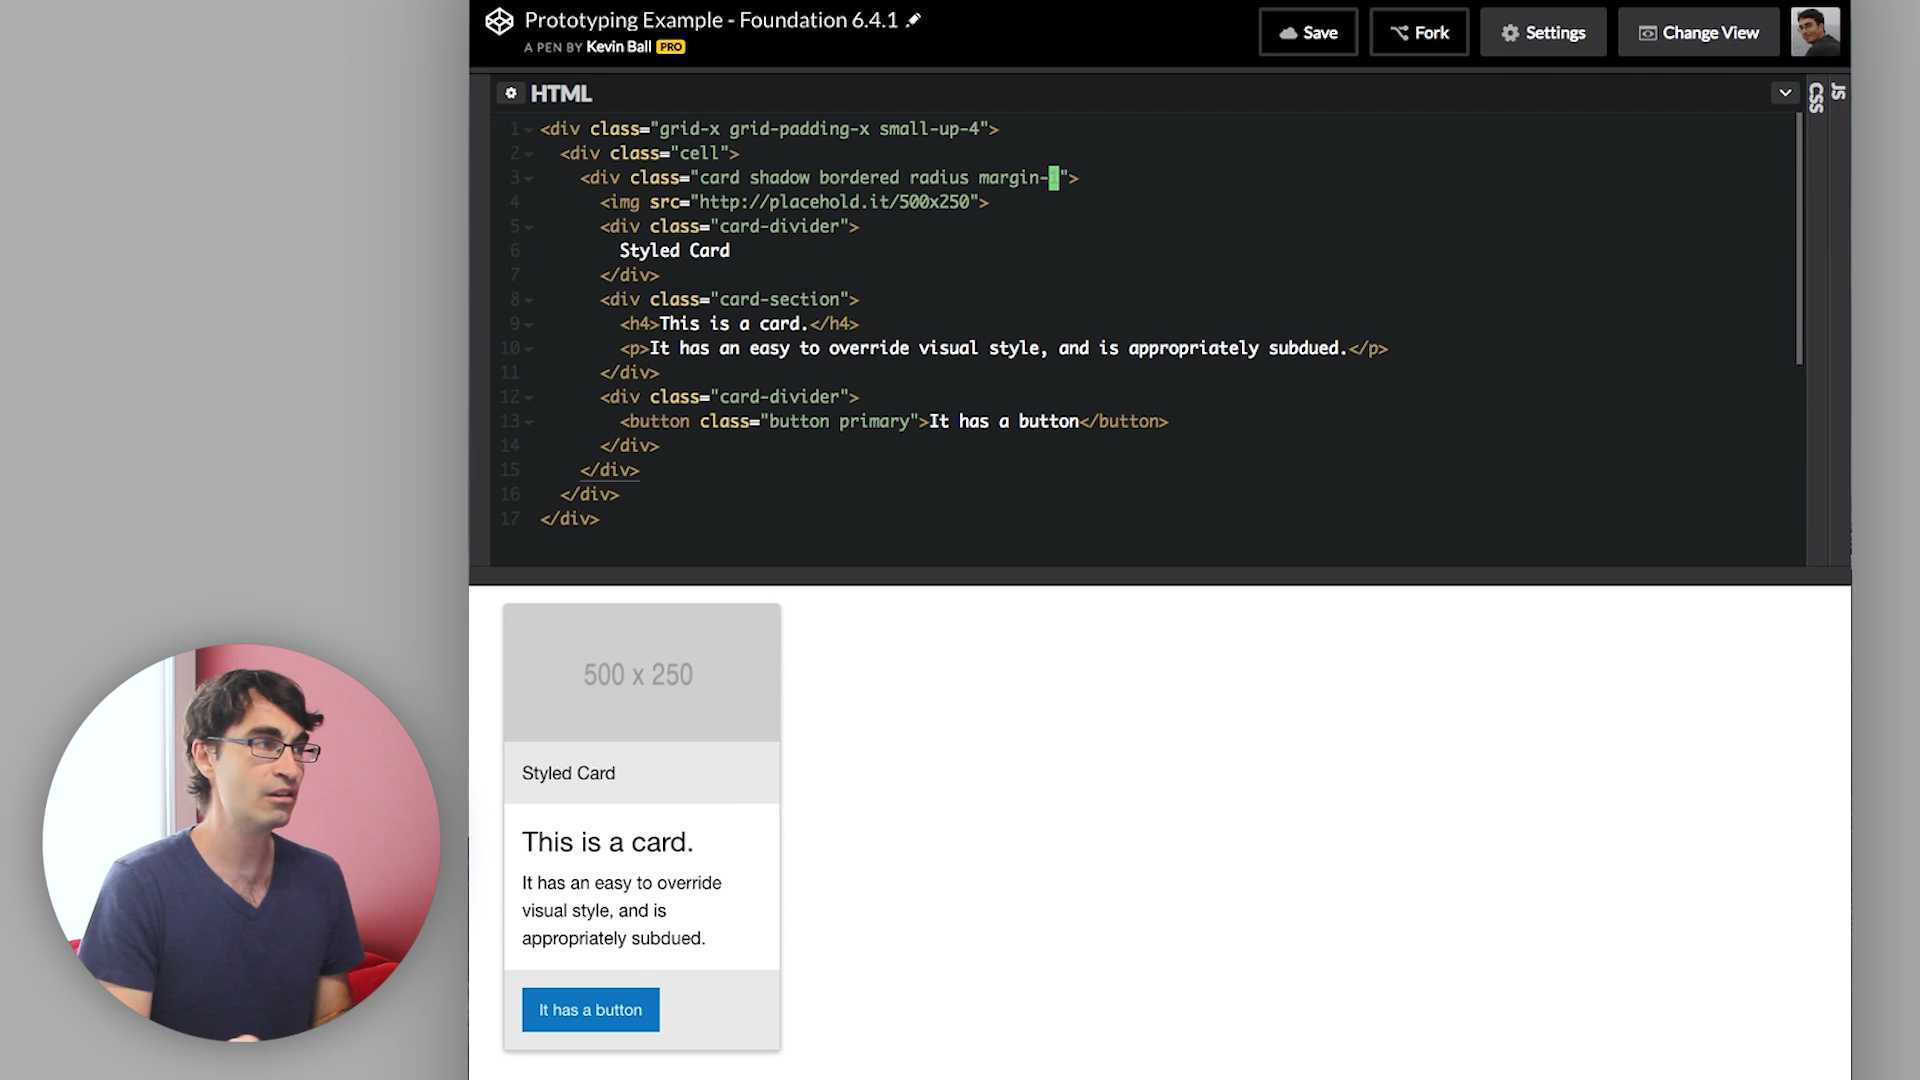 Prototyping Example - Foundation 6.4.1
A PEN BY Kevin Ball PRO
Save
Fork
Settings
Change View
HTML
CSS
JS
1 <div class="grid-x grid-padding-x small-up-4">
2 <div class="cell">
3 <div class="card shadow bordered radius margin-1">
4 <img src="http://placehold.it/500x250">
5 <div class="card-divider">
6 Styled Card
7 </div>
8 <div class="card-section">
9 <h4>This is a card.</h4>
10 <p>It has an easy to override visual style, and is appropriately subdued.</p>
11 </div>
12 <div class="card-divider">
13 <button class="button primary">It has a button</button>
14 </div>
15 </div>
16 </div>
17 </div>
500 x 250
Styled Card
This is a card.
It has an easy to override
visual style, and is
appropriately subdued.
It has a button